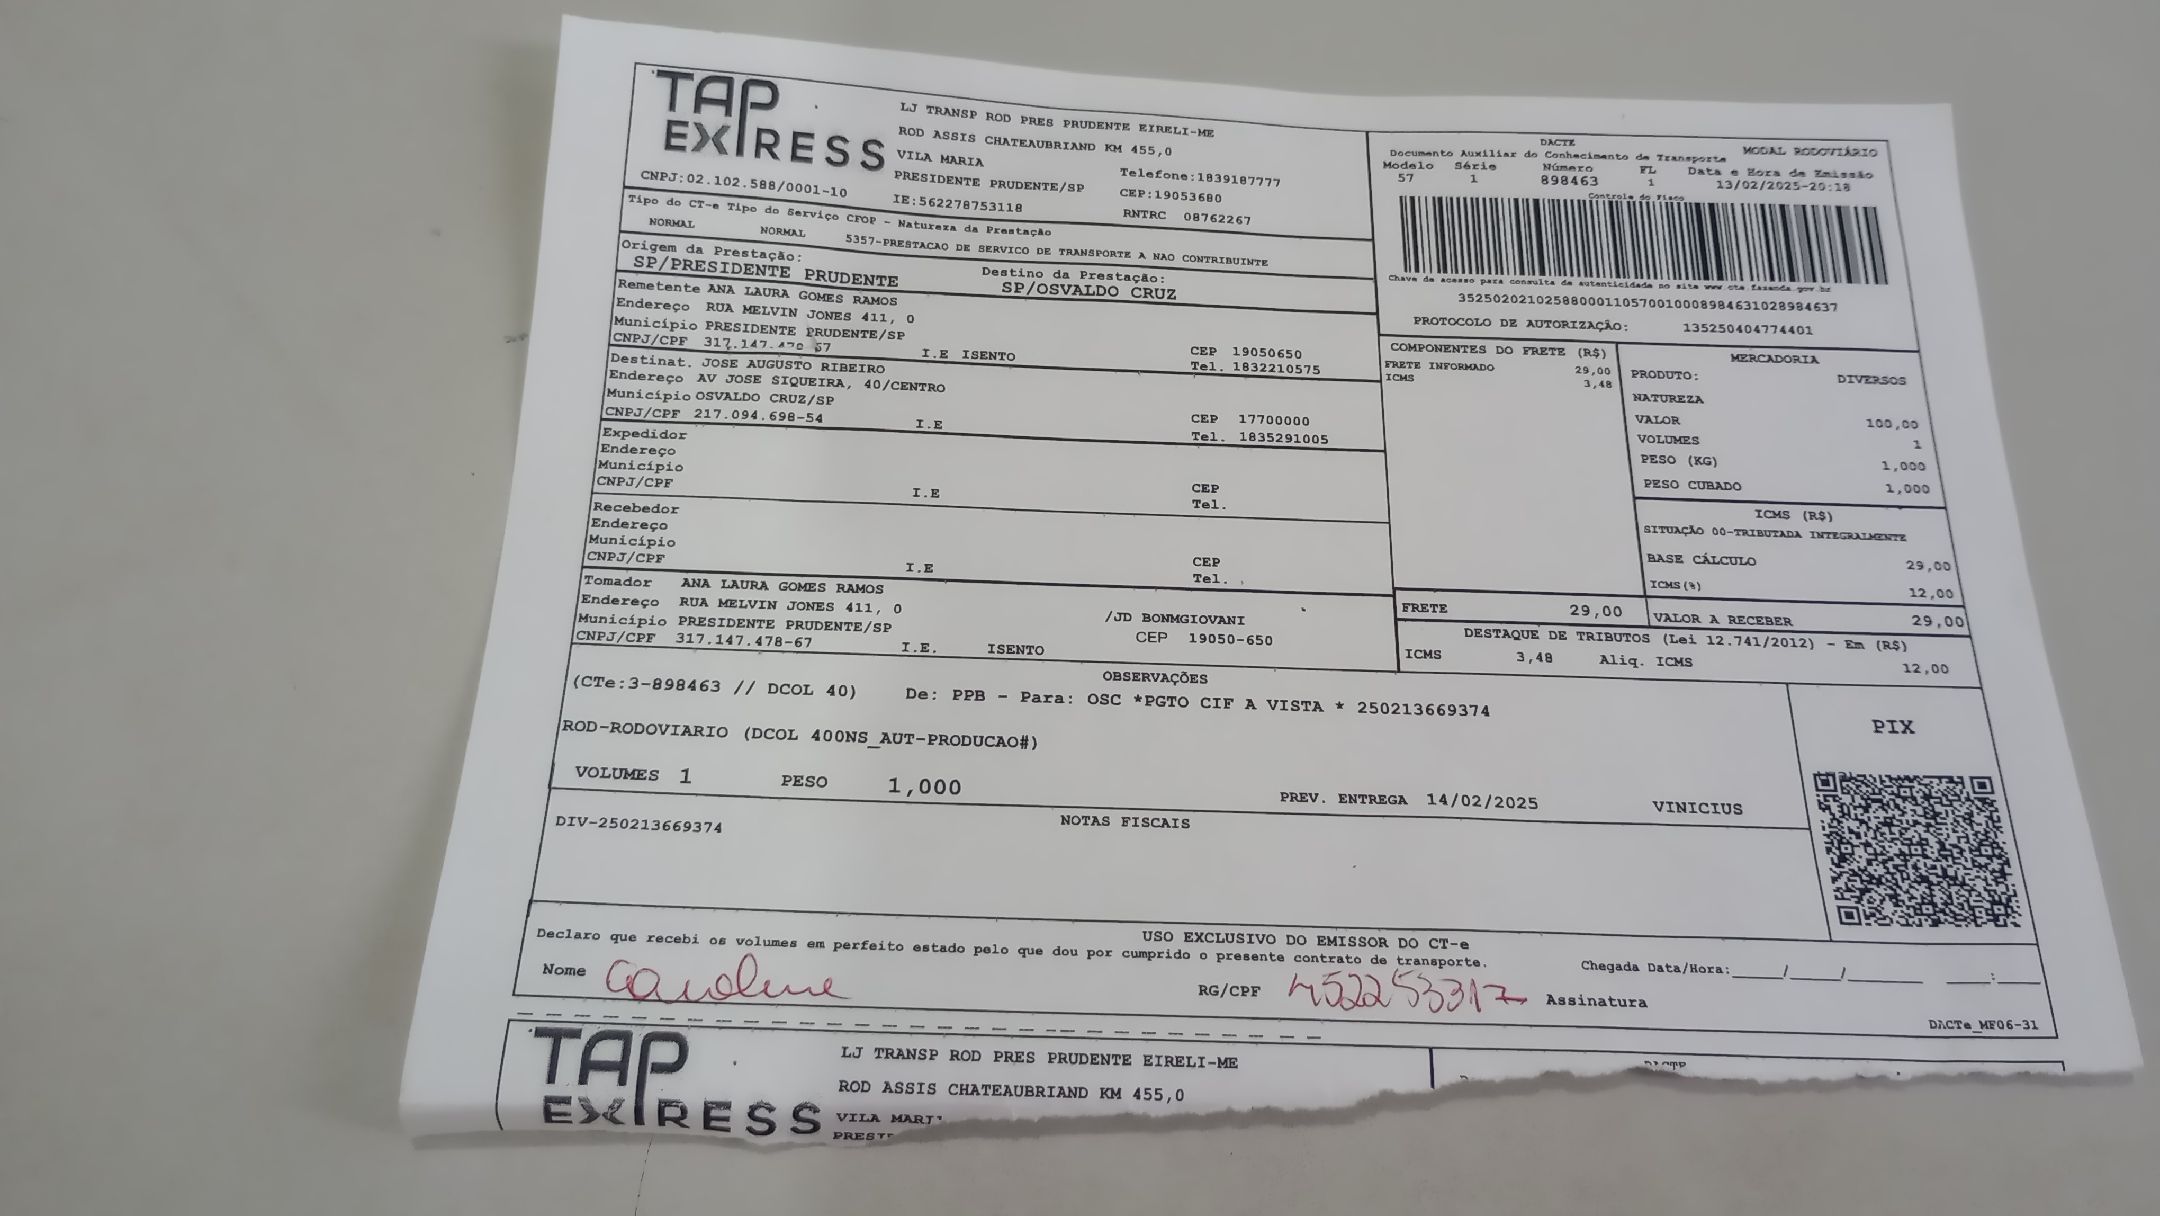 TAP
EXPRESS
LJ TRANSP ROD PRES PRUDENTE EIRELI-ME
ROD ASSIS CHATEAUBRIAND KM 455,0
VILA MARIA
PRESIDENTE PRUDENTE/SP
Telefone:1839187777
CEP:19053680
CNPJ:02.102.588/0001-10
IE:562278753118
RNTRC 08762267
DACTE
Documento Auxiliar do Conhecimento de Transporte
MODAL RODOVIÁRIO
Modelo Série Número FL Data e Hora de Emissão
57 1 898463 1 13/02/2025-20:18
Controle do Fisco
Chave de acesso para consulta de autenticidade no site www.cte.fazenda.gov.br
35250202102588000110570010008984631028984637
PROTOCOLO DE AUTORIZAÇÃO: 135250404774401
Tipo do CT-e Tipo do Serviço CFOP - Natureza da Prestação
NORMAL NORMAL 5357-PRESTACAO DE SERVICO DE TRANSPORTE A NAO CONTRIBUINTE
Origem da Prestação: Destino da Prestação:
SP/PRESIDENTE PRUDENTE SP/OSVALDO CRUZ
Remetente ANA LAURA GOMES RAMOS
Endereço RUA MELVIN JONES 411, 0
Município PRESIDENTE PRUDENTE/SP CEP 19050650
CNPJ/CPF I.E ISENTO Tel. 1832210575
Destinat. JOSE AUGUSTO RIBEIRO
Endereço AV JOSE SIQUEIRA, 40/CENTRO
Município OSVALDO CRUZ/SP CEP 17700000
CNPJ/CPF 217.094.698-54 I.E Tel. 1835291005
Expedidor
Endereço
Município CEP
CNPJ/CPF I.E Tel.
Recebedor
Endereço
Município CEP
CNPJ/CPF I.E Tel.
Tomador ANA LAURA GOMES RAMOS
Endereço RUA MELVIN JONES 411, 0 /JD BONMGIOVANI
Município PRESIDENTE PRUDENTE/SP CEP 19050-650
CNPJ/CPF 317.147.478-67 I.E. ISENTO
COMPONENTES DO FRETE (R$)
FRETE INFORMADO 29,00
ICMS 3,48
MERCADORIA
PRODUTO: DIVERSOS
NATUREZA
VALOR 100,00
VOLUMES 1
PESO (KG) 1,000
PESO CUBADO 1,000
ICMS (R$)
SITUAÇÃO 00-TRIBUTADA INTEGRALMENTE
BASE CÁLCULO 29,00
ICMS(%) 12,00
FRETE 29,00 VALOR A RECEBER 29,00
DESTAQUE DE TRIBUTOS (Lei 12.741/2012) - Em (R$)
ICMS 3,48 Aliq. ICMS 12,00
OBSERVAÇÕES
(CTe:3-898463 // DCOL 40) De: PPB - Para: OSC *PGTO CIF A VISTA * 250213669374
ROD-RODOVIARIO (DCOL 400NS_AUT-PRODUCAO#)
VOLUMES 1 PESO 1,000 PREV. ENTREGA 14/02/2025 VINICIUS
PIX
NOTAS FISCAIS
DIV-250213669374
USO EXCLUSIVO DO EMISSOR DO CT-e
Declaro que recebi os volumes em perfeito estado pelo que dou por cumprido o presente contrato de transporte.
Chegada Data/Hora:____/____/______ ____:____
Nome Caroline RG/CPF 452253317 Assinatura
DACTe_MF06-31
TAP
EXPRESS
LJ TRANSP ROD PRES PRUDENTE EIRELI-ME
ROD ASSIS CHATEAUBRIAND KM 455,0
VILA